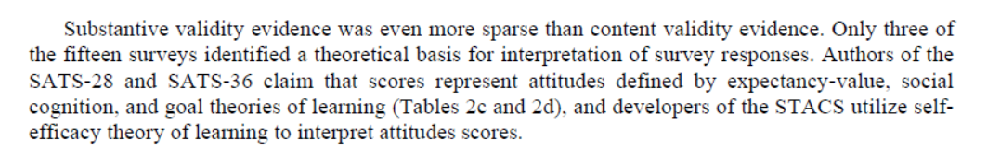 Substantive validity evidence was even more sparse than content validity evidence. Only three of
the fifteen surveys identified a theoretical basis for interpretation of survey responses. Authors of the
SATS-28 and SATS-36 claim that scores represent attitudes defined by expectancy-value, social
cognition, and goal theories of learning (Tables 2c and 2d), and developers of the STACS utilize self-
efficacy theory of learning to interpret attitudes scores.